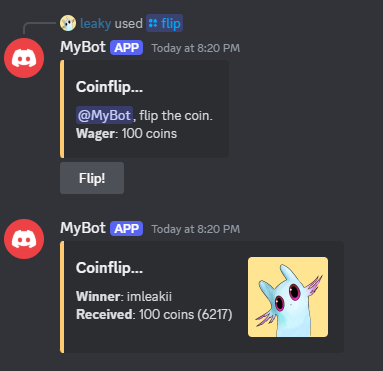 leaky used flip
MyBot APP Today at 8:20 PM
Coinflip...
@MyBot, flip the coin.
Wager: 100 coins
Flip!
MyBot APP Today at 8:20 PM
Coinflip...
Winner: imleakii
Received: 100 coins (6217)